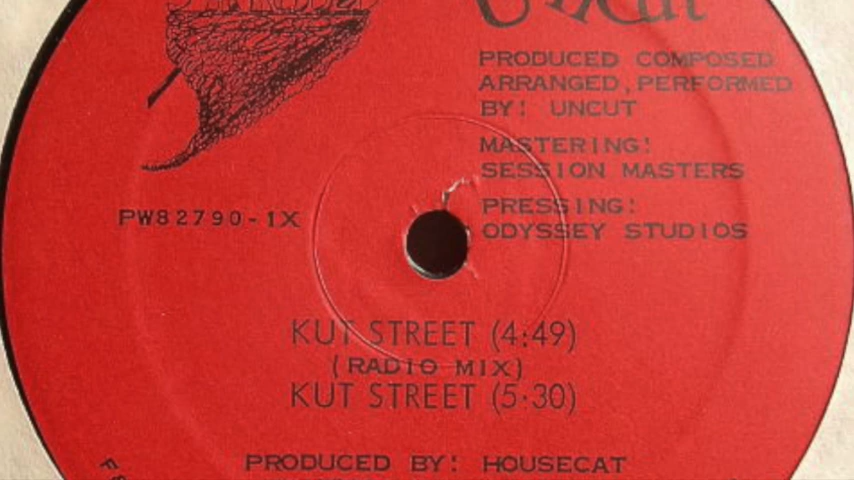 Uncut
PRODUCED COMPOSED
ARRANGED, PERFORMED
BY: UNCUT
MASTERING:
SESSION MASTERS
PRESSING:
ODYSSEY STUDIOS
PW82790-1X
KUT STREET (4:49)
(RADIO MIX)
KUT STREET (5:30)
PRODUCED BY: HOUSECAT